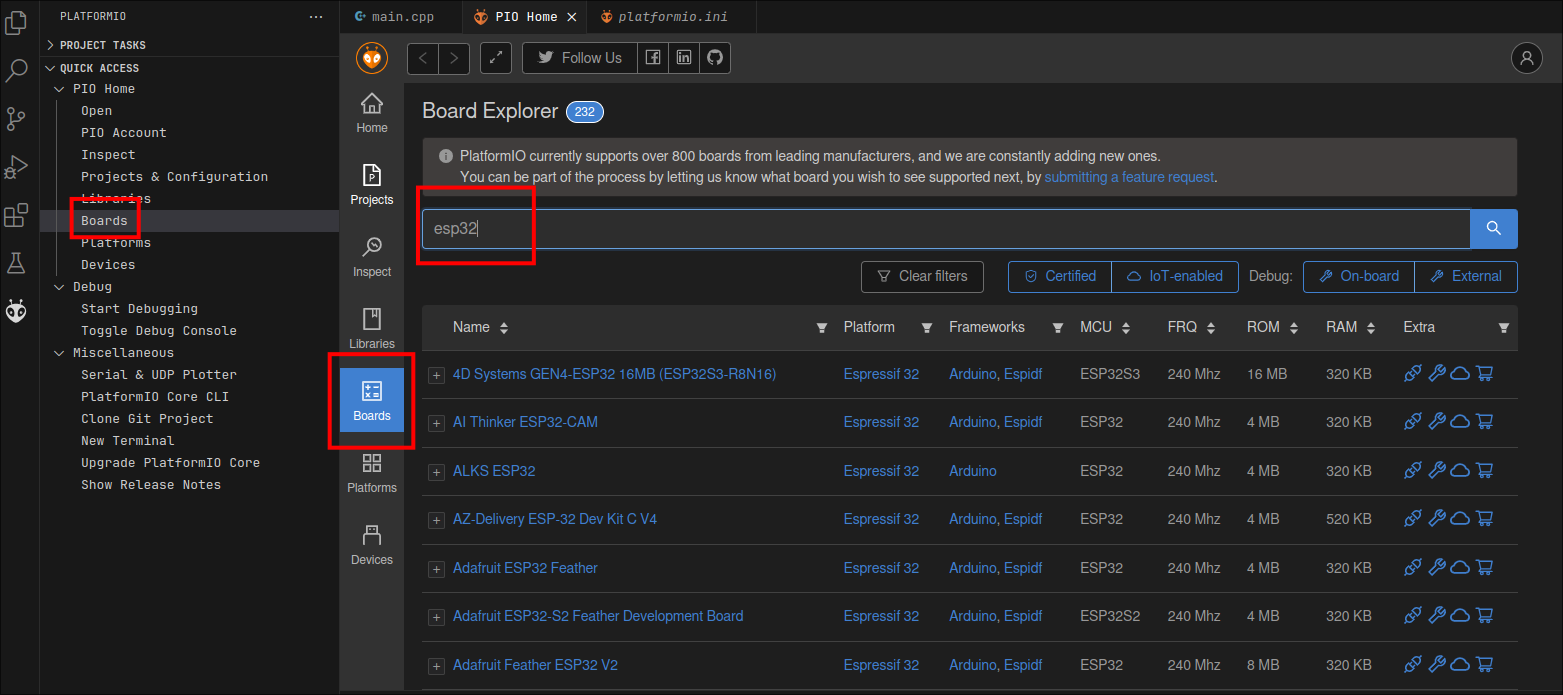 PLATFORMIO
PROJECT TASKS
QUICK ACCESS
PIO Home
Open
PIO Account
Inspect
Projects & Configuration
Libraries
Boards
Platforms
Devices
Debug
Start Debugging
Toggle Debug Console
Miscellaneous
Serial & UDP Plotter
PlatformIO Core CLI
Clone Git Project
New Terminal
Upgrade PlatformIO Core
Show Release Notes
main.cpp PIO Home platformio.ini
Follow Us
Home
Projects
Inspect
Libraries
Boards
Platforms
Devices
Board Explorer 232
PlatformIO currently supports over 800 boards from leading manufacturers, and we are constantly adding new ones.
You can be part of the process by letting us know what board you wish to see supported next, by submitting a feature request.
esp32
Clear filters Certified IoT-enabled Debug: On-board External
Name Platform Frameworks MCU FRQ ROM RAM Extra
4D Systems GEN4-ESP32 16MB (ESP32S3-R8N16) Espressif 32 Arduino, Espidf ESP32S3 240 Mhz 16 MB 320 KB
AI Thinker ESP32-CAM Espressif 32 Arduino, Espidf ESP32 240 Mhz 4 MB 320 KB
ALKS ESP32 Espressif 32 Arduino ESP32 240 Mhz 4 MB 320 KB
AZ-Delivery ESP-32 Dev Kit C V4 Espressif 32 Arduino, Espidf ESP32 240 Mhz 4 MB 520 KB
Adafruit ESP32 Feather Espressif 32 Arduino, Espidf ESP32 240 Mhz 4 MB 320 KB
Adafruit ESP32-S2 Feather Development Board Espressif 32 Arduino, Espidf ESP32S2 240 Mhz 4 MB 320 KB
Adafruit Feather ESP32 V2 Espressif 32 Arduino, Espidf ESP32 240 Mhz 8 MB 320 KB